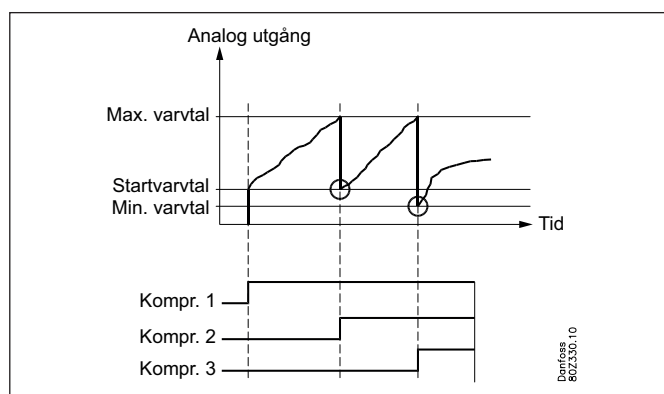 Analog utgång
Max. varvtal
Startvarvtal
Min. varvtal
Tid
Kompr. 1
Kompr. 2
Kompr. 3
Danfoss
80Z330.10